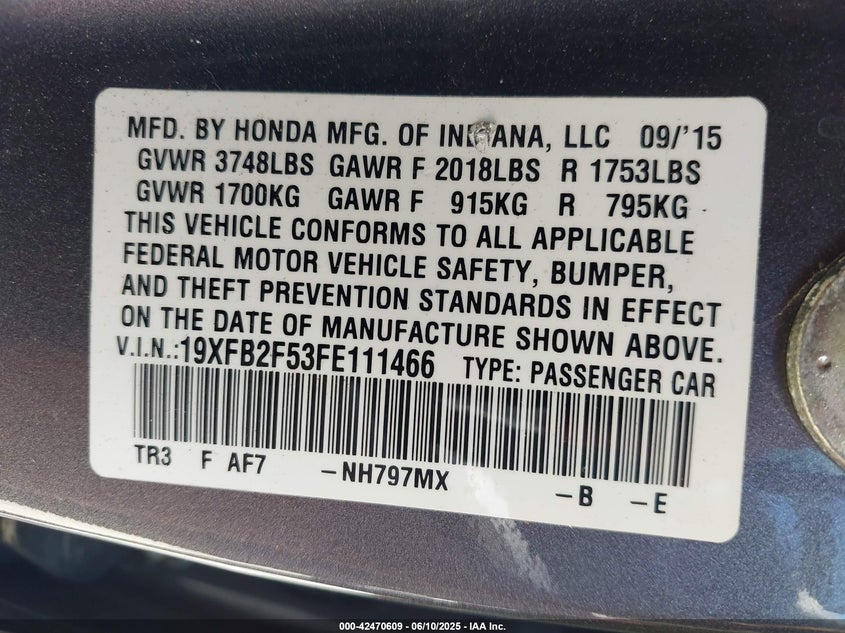 MFD. BY HONDA MFG. OF INDIANA, LLC 09/'15
GVWR 3748LBS GAWR F 2018LBS R 1753LBS
GVWR 1700KG GAWR F 915KG R 795KG
THIS VEHICLE CONFORMS TO ALL APPLICABLE
FEDERAL MOTOR VEHICLE SAFETY, BUMPER,
AND THEFT PREVENTION STANDARDS IN EFFECT
ON THE DATE OF MANUFACTURE SHOWN ABOVE.
V.I.N.:19XFB2F53FE111466 TYPE: PASSENGER CAR
TR3 F AF7 –NH797MX –B –E
000-42470609 - 06/10/2025 - IAA Inc.